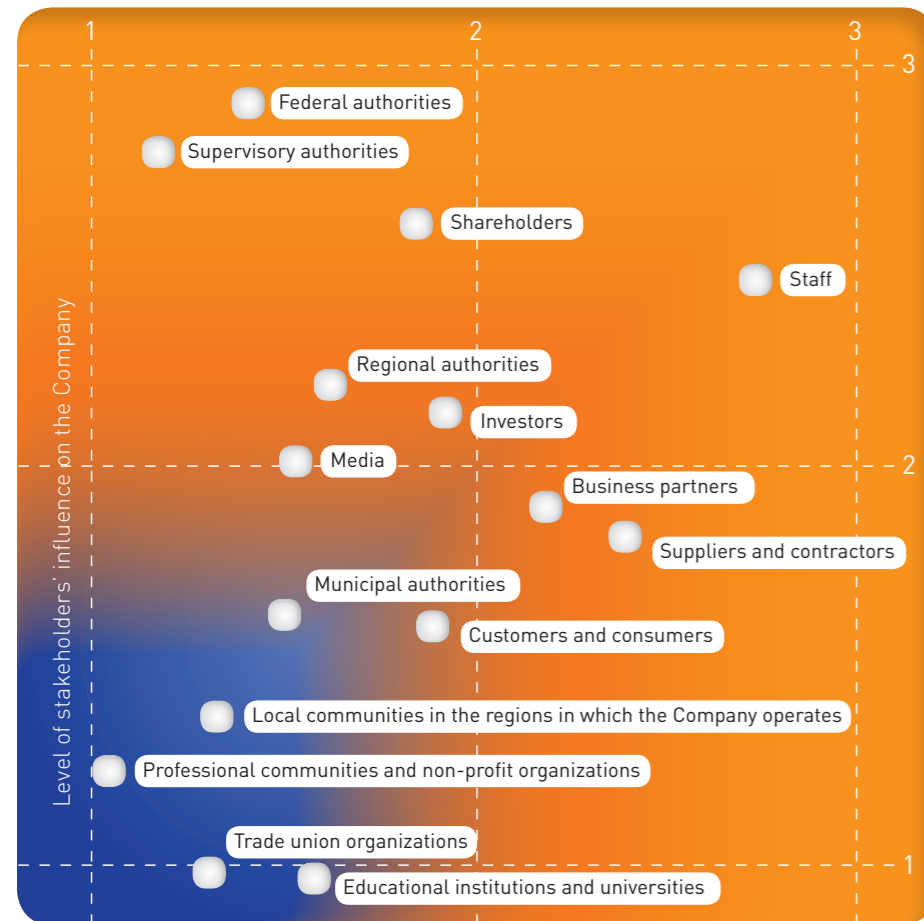 1
2
3
3
Federal authorities
Supervisory authorities
Shareholders
Staff
Level of stakeholders’ influence on the Company
Regional authorities
Investors
Media
2
Business partners
Suppliers and contractors
Municipal authorities
Customers and consumers
Local communities in the regions in which the Company operates
Professional communities and non-profit organizations
Trade union organizations
1
Educational institutions and universities